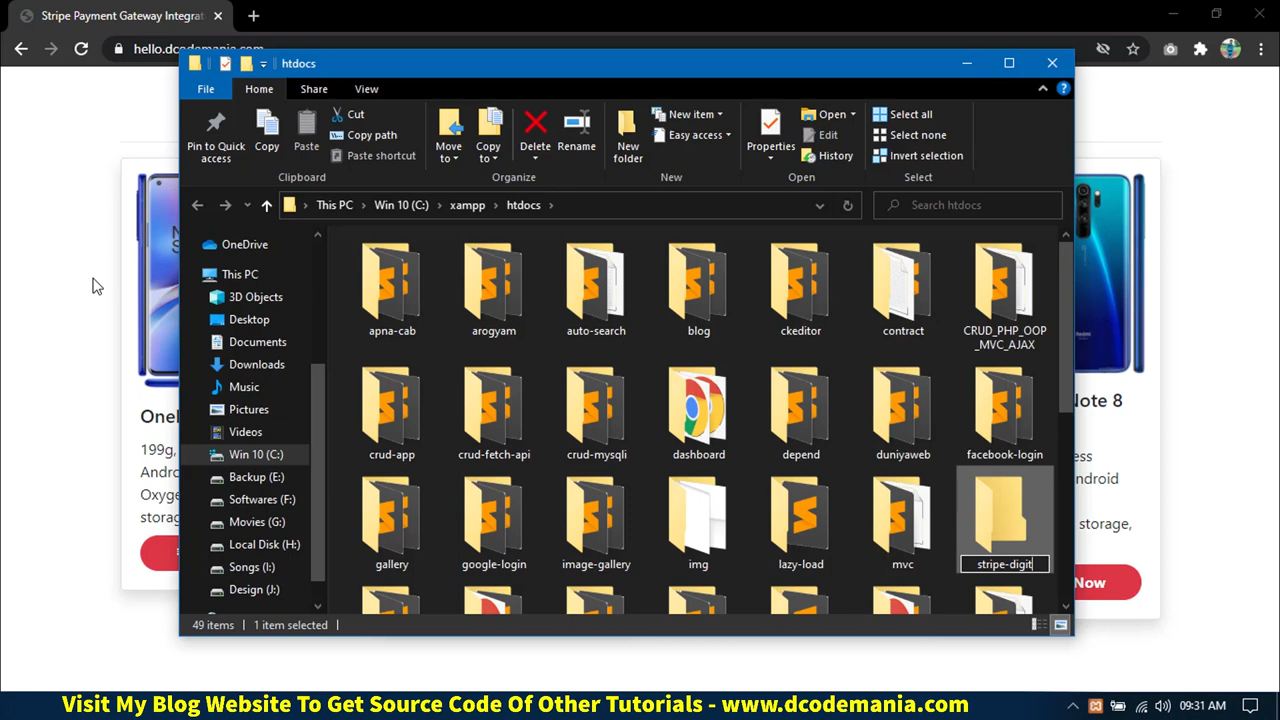 Stripe Payment Gateway Integrat
hello.dcodemania.com
htdocs
File Home Share View
Pin to Quick access
Copy
Paste
Cut
Copy path
Paste shortcut
Clipboard
Move to
Copy to
Delete
Rename
Organize
New folder
New item
Easy access
New
Properties
Open
Edit
History
Open
Select all
Select none
Invert selection
Select
This PC > Win 10 (C:) > xampp > htdocs >
Search htdocs
OneDrive
This PC
3D Objects
Desktop
Documents
Downloads
Music
Pictures
Videos
Win 10 (C:)
Backup (E:)
Softwares (F:)
Movies (G:)
Local Disk (H:)
Songs (I:)
Design (J:)
apna-cab arogyam auto-search blog ckeditor contract CRUD_PHP_OOP
_MVC_AJAX
crud-app crud-fetch-api crud-mysqli dashboard depend duniyaweb facebook-login
gallery google-login image-gallery img lazy-load mvc stripe-digit
49 items 1 item selected
OneP
199g,
Andro
Oxyge
storag
Note 8
ess
ndroid
storage,
Now
Visit My Blog Website To Get Source Code Of Other Tutorials - www.dcodemania.com
09:31 AM